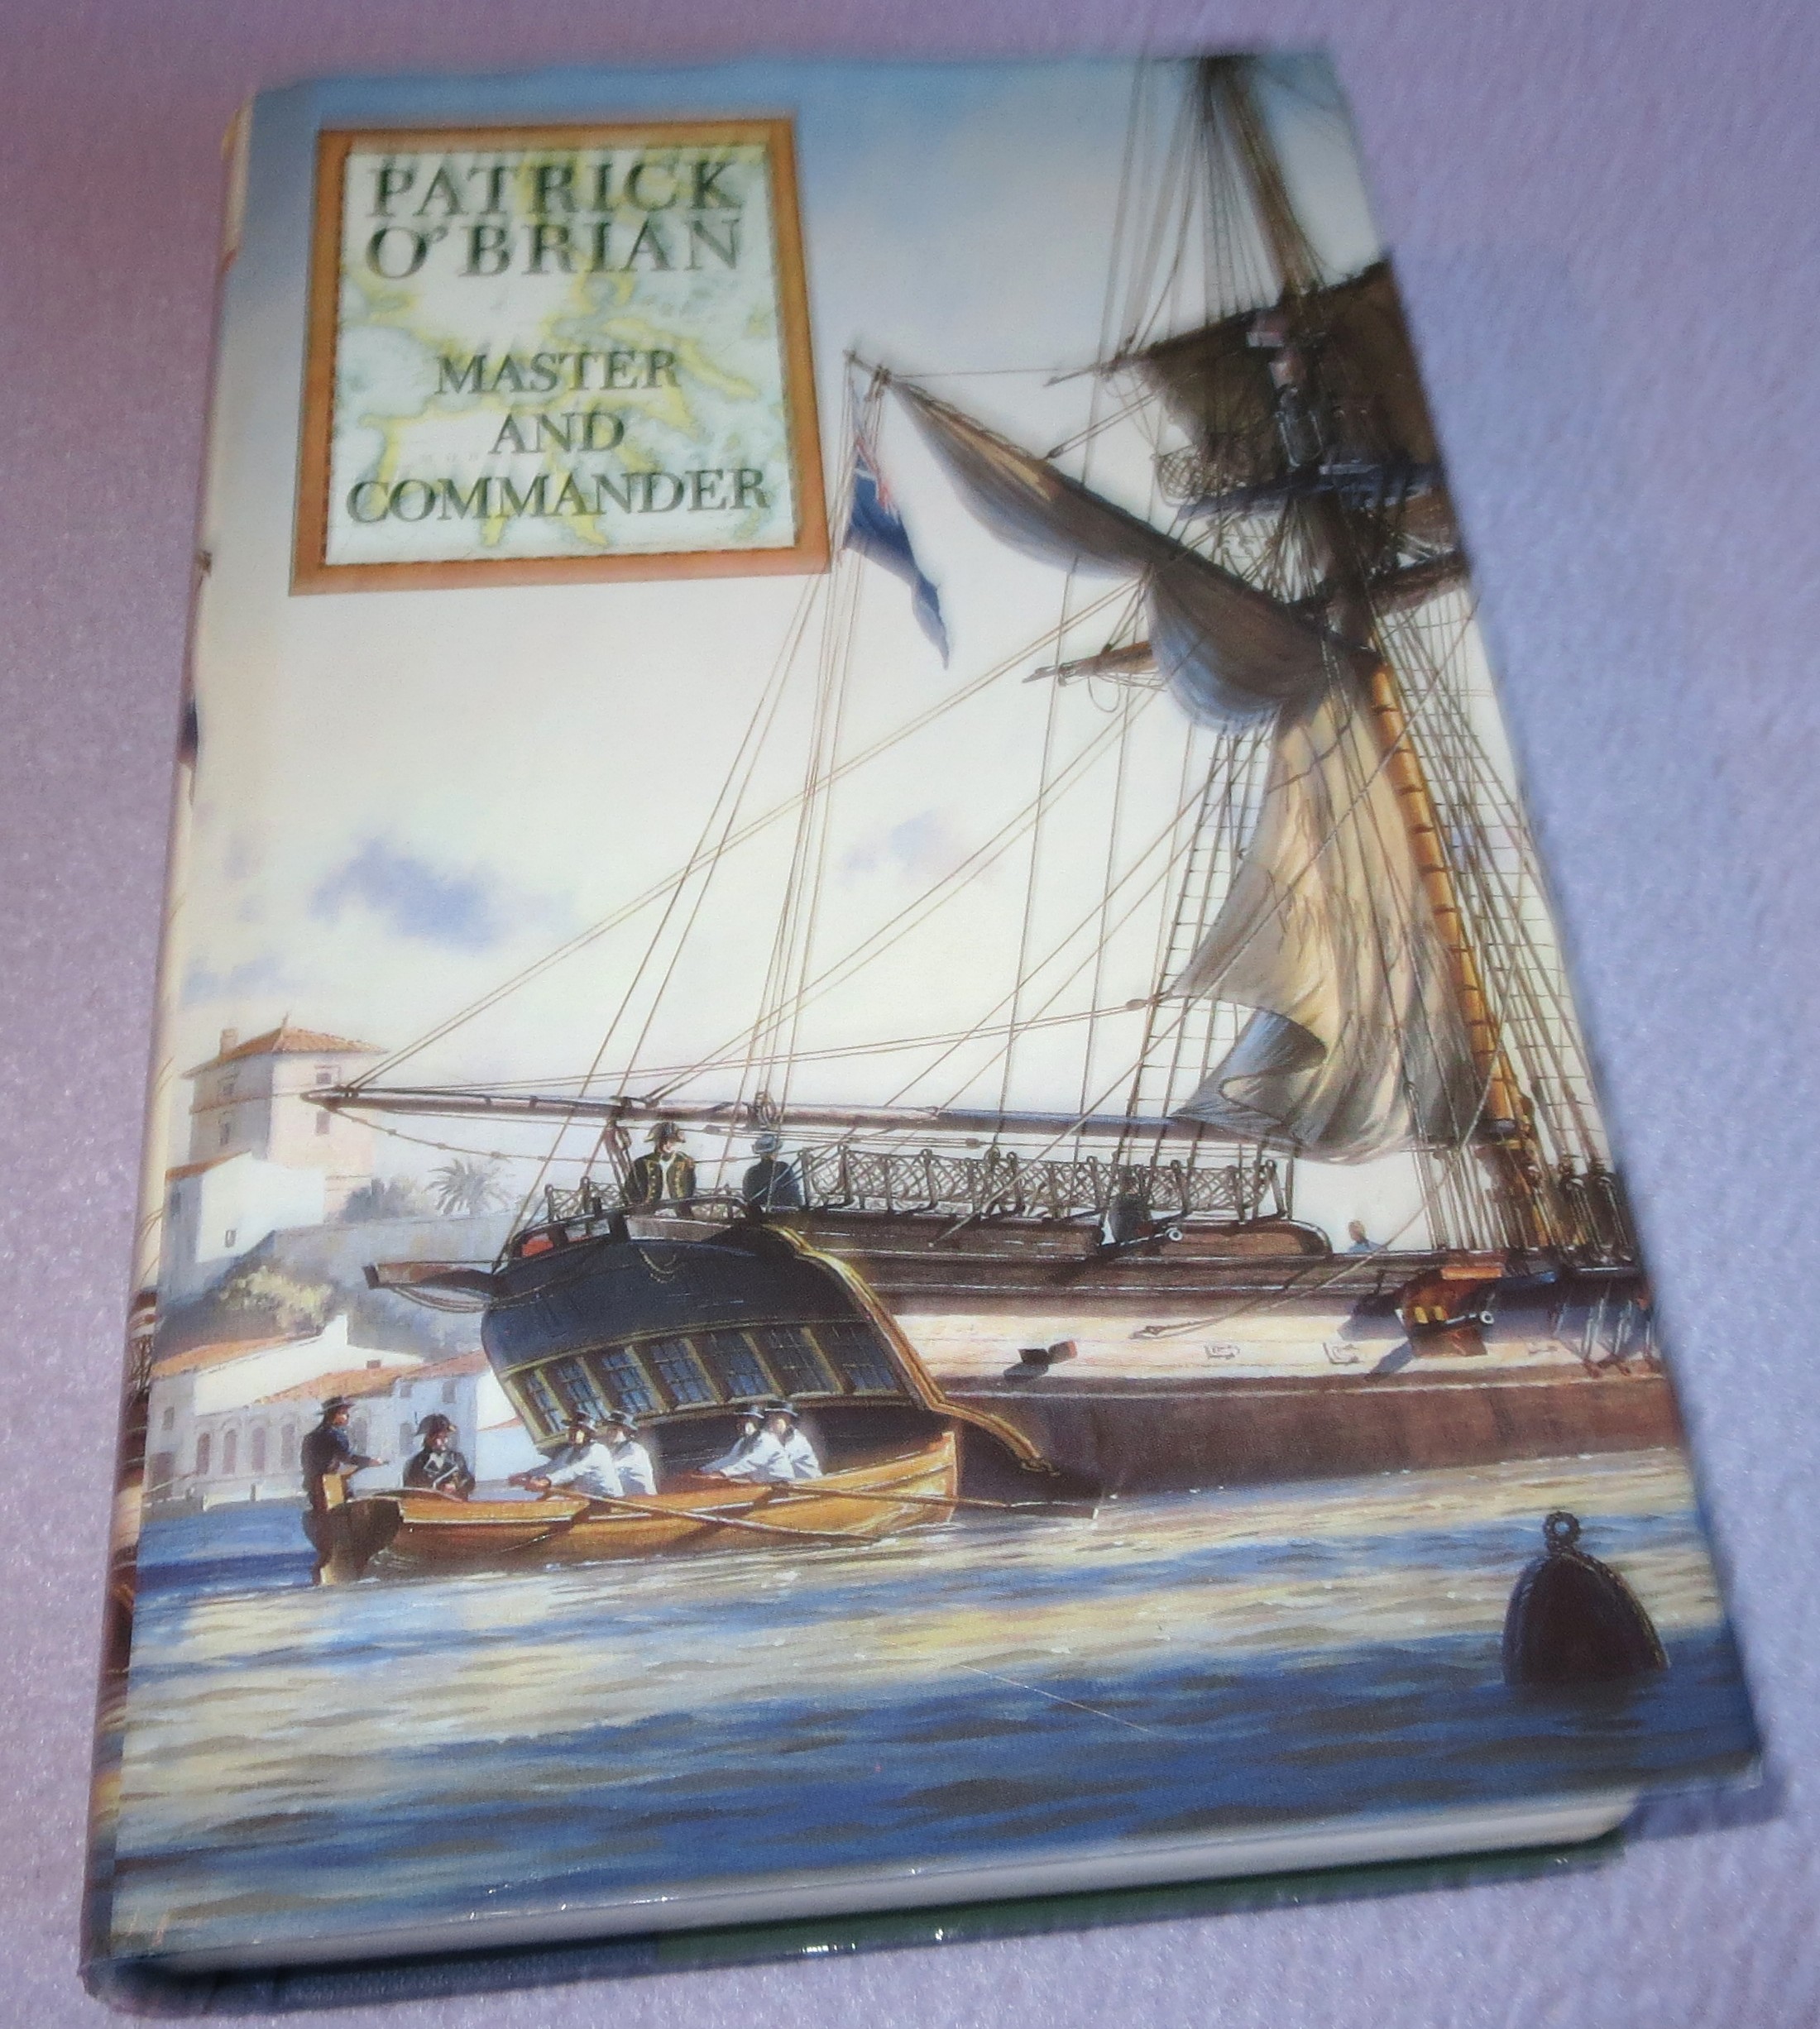 PATRICK
O'BRIAN
MASTER
AND
COMMANDER